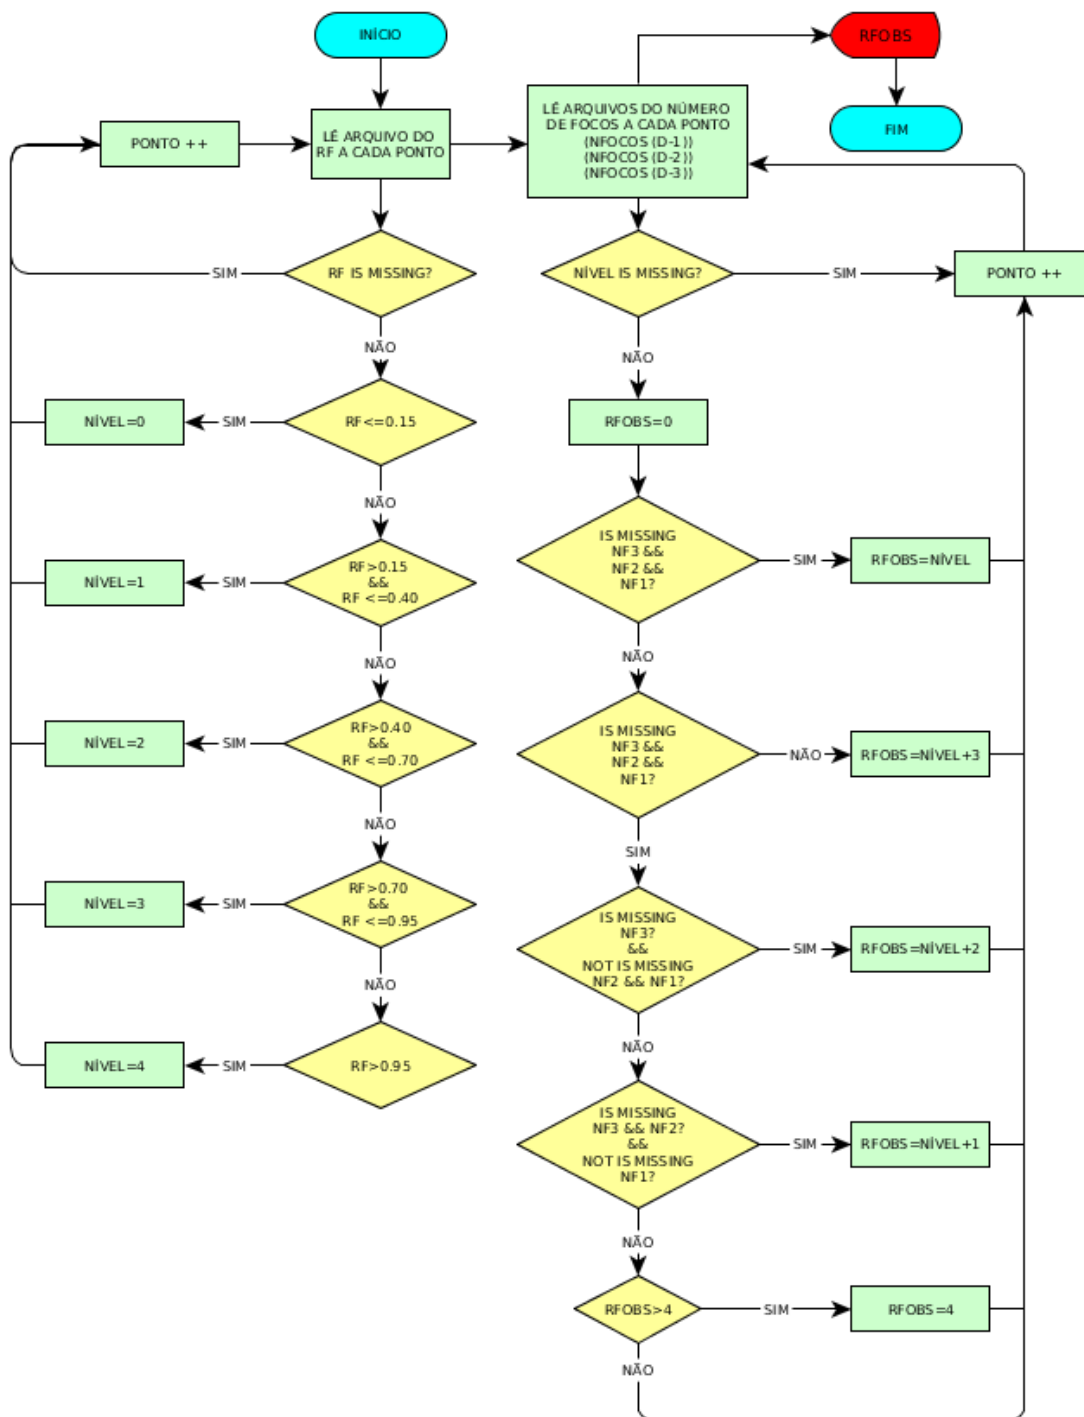 INÍCIO
PONTO ++
LÊ ARQUIVO DO
RF A CADA PONTO
RF IS MISSING?
SIM
NÃO
RF<=0.15
SIM
NÍVEL=0
NÃO
RF>0.15
&&
RF <=0.40
SIM
NÍVEL=1
NÃO
RF>0.40
&&
RF <=0.70
SIM
NÍVEL=2
NÃO
RF>0.70
&&
RF <=0.95
SIM
NÍVEL=3
NÃO
RF>0.95
SIM
NÍVEL=4
LÊ ARQUIVOS DO NÚMERO
DE FOCOS A CADA PONTO
(NFOCOS (D-1))
(NFOCOS (D-2))
(NFOCOS (D-3))
RFOBS
FIM
NÍVEL IS MISSING?
SIM
PONTO ++
NÃO
RFOBS=0
IS MISSING
NF3 &&
NF2 &&
NF1?
SIM
RFOBS=NÍVEL
NÃO
IS MISSING
NF3 &&
NF2 &&
NF1?
NÃO
RFOBS=NÍVEL+3
SIM
IS MISSING
NF3?
&&
NOT IS MISSING
NF2 && NF1?
SIM
RFOBS=NÍVEL+2
NÃO
IS MISSING
NF3 && NF2?
&&
NOT IS MISSING
NF1?
SIM
RFOBS=NÍVEL+1
NÃO
RFOBS>4
SIM
RFOBS=4
NÃO